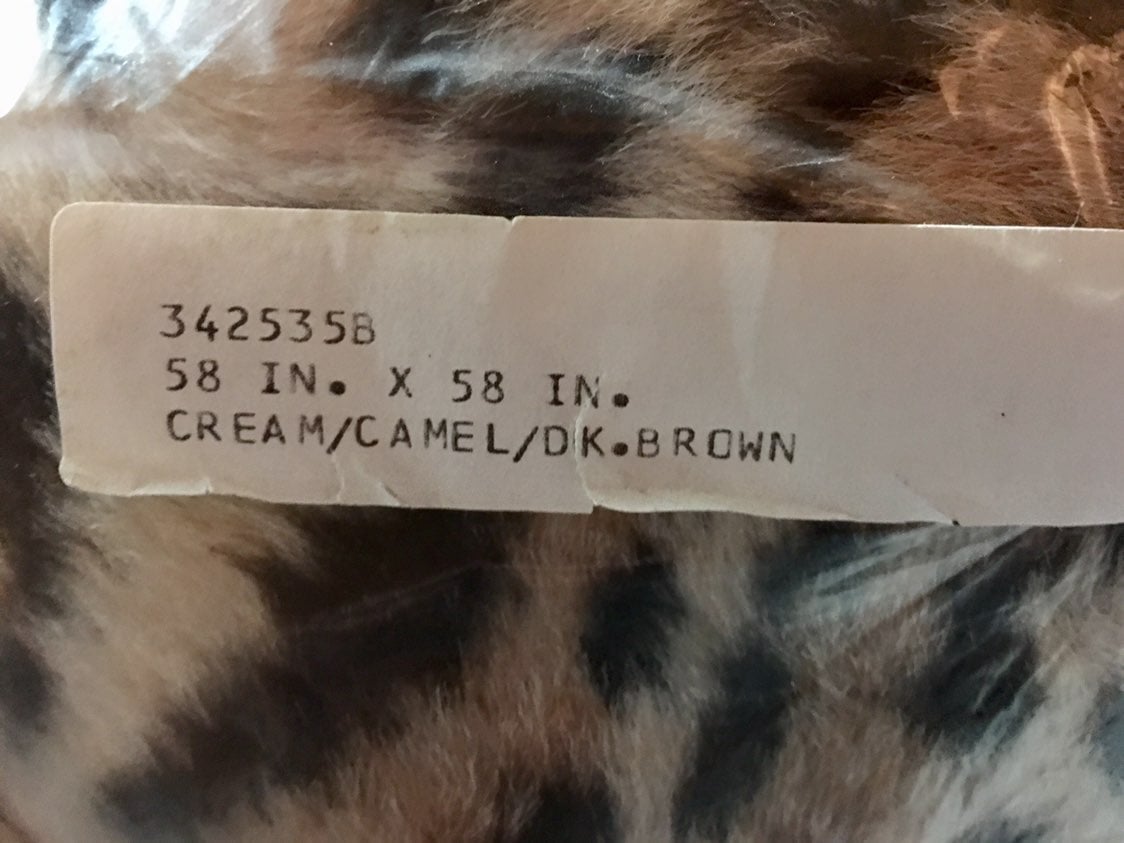 342535B
58 IN. X 58 IN.
CREAM/CAMEL/DK.BROWN